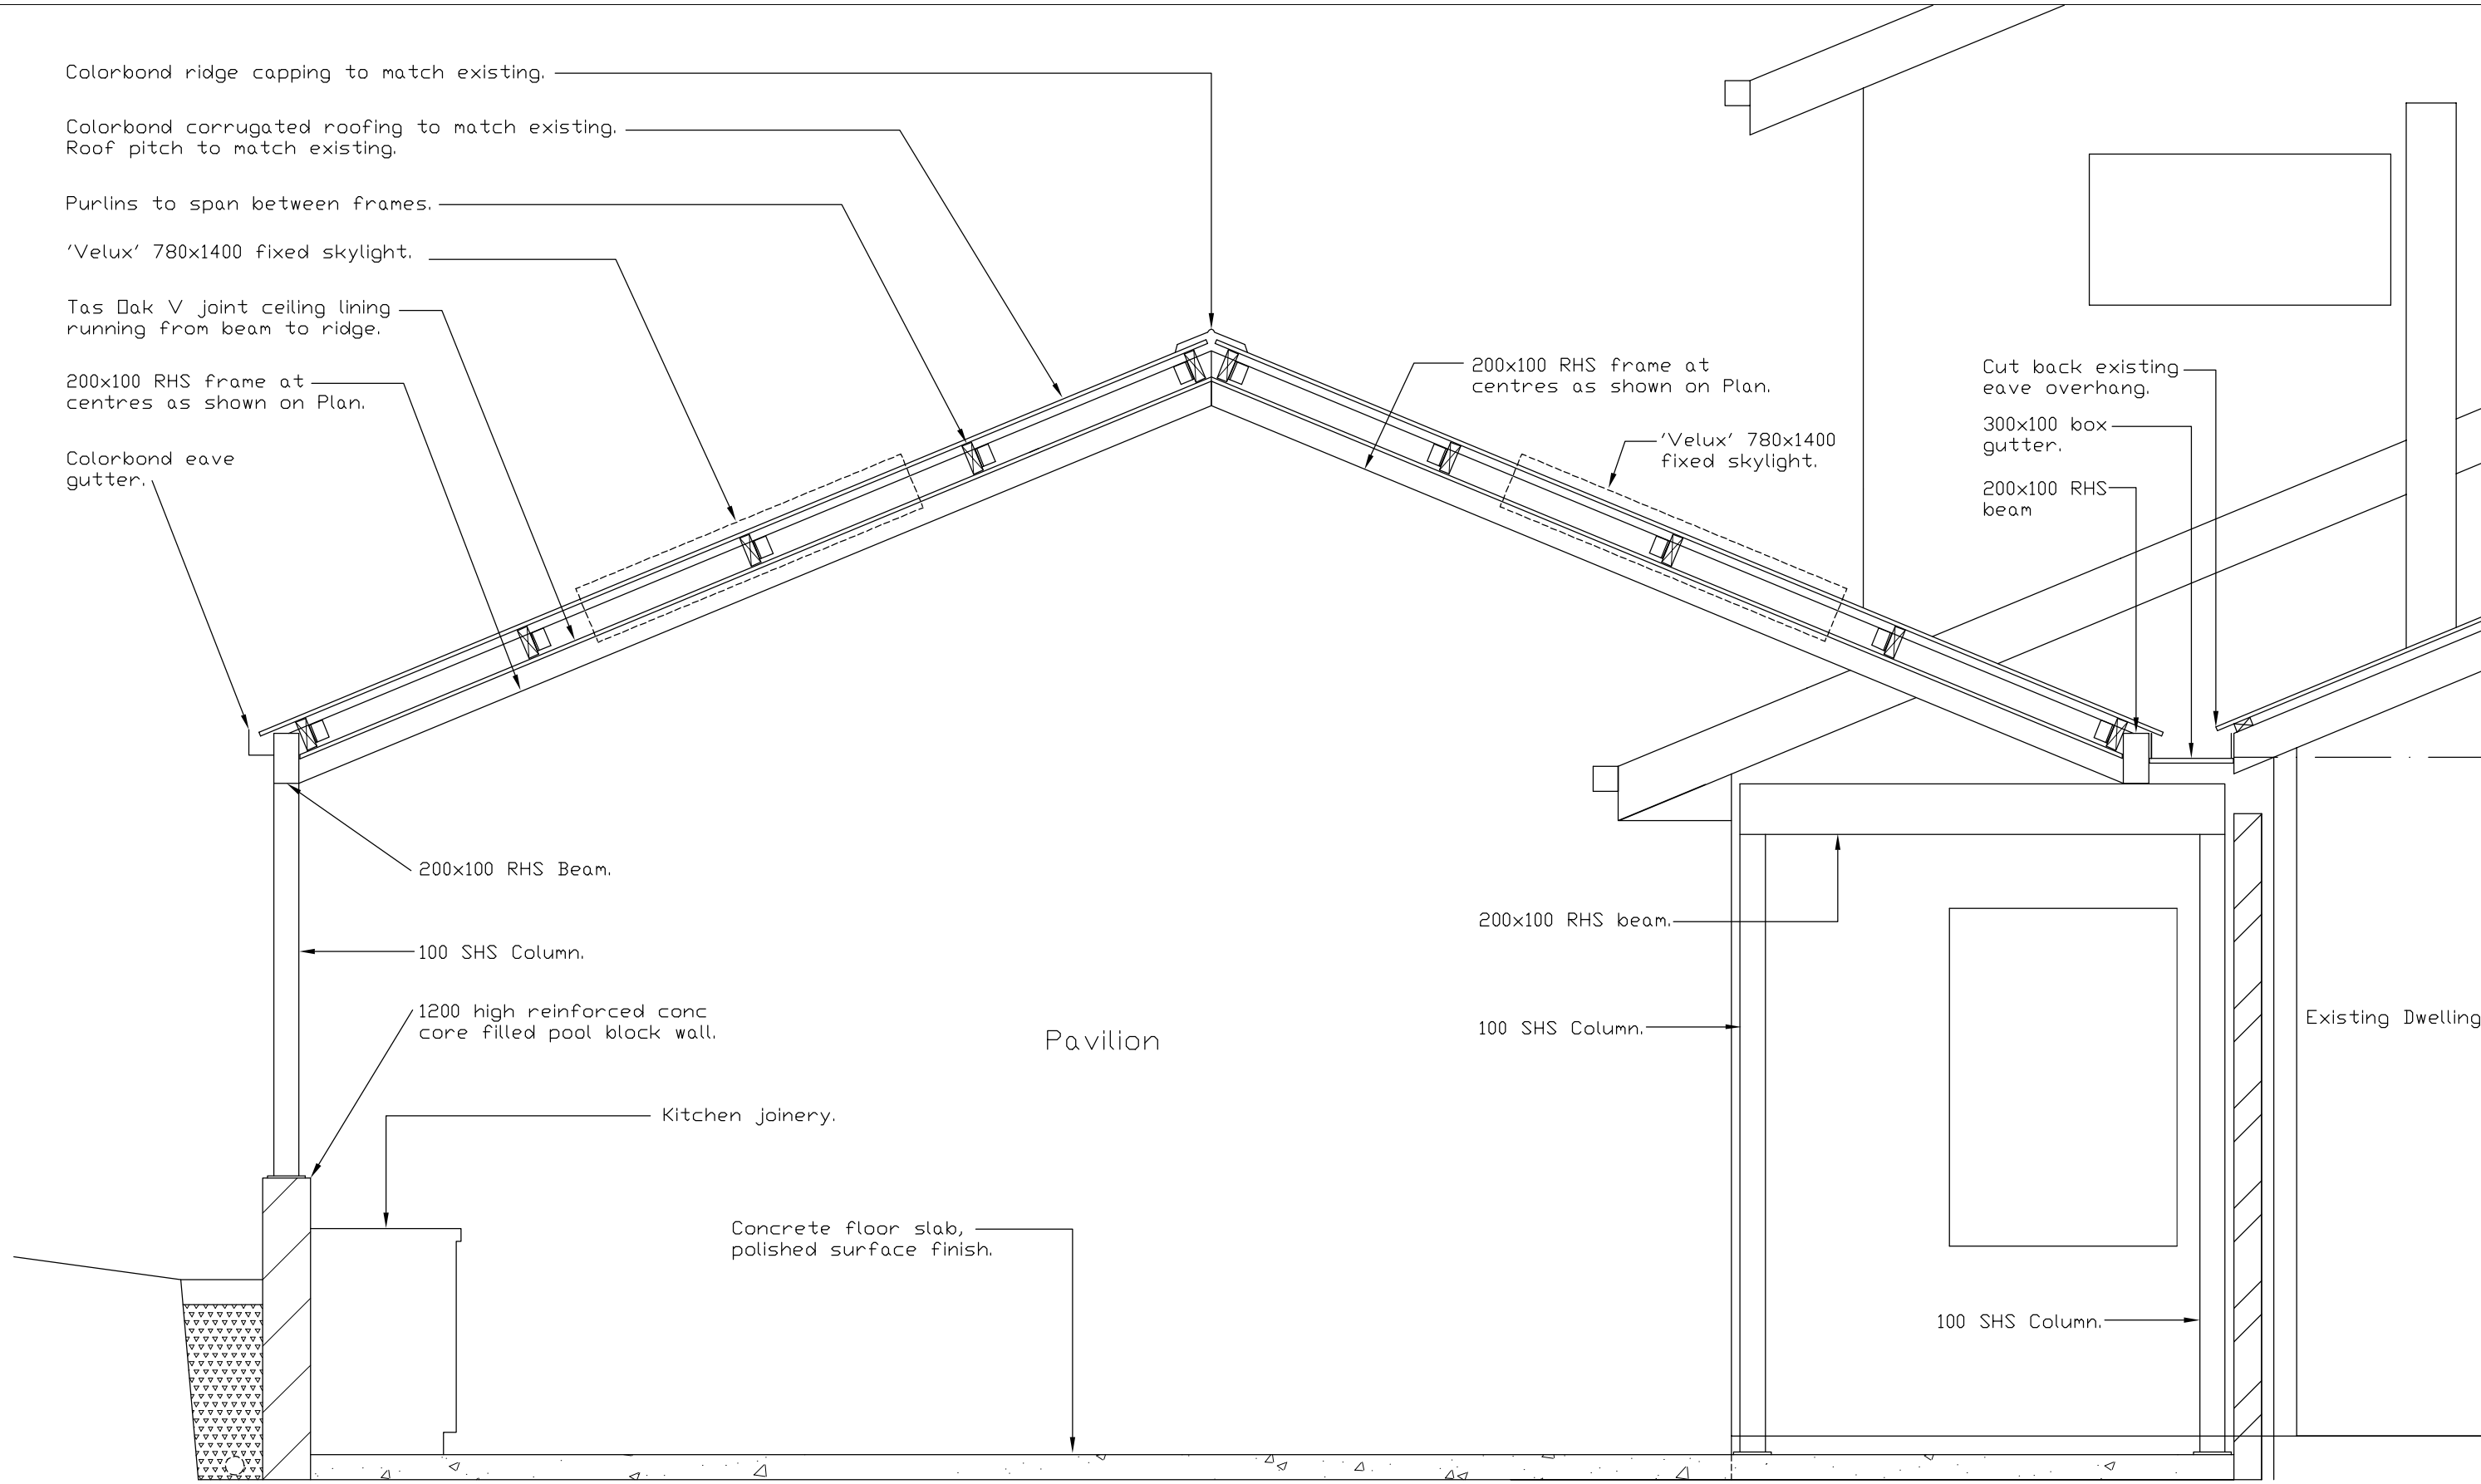 Colorbond ridge capping to match existing.
Colorbond corrugated roofing to match existing.
Roof pitch to match existing.
Purlins to span between frames.
'Velux' 780x1400 fixed skylight.
Tas Oak V joint ceiling lining
running from beam to ridge.
200x100 RHS frame at
centres as shown on Plan.
Colorbond eave
gutter.
200x100 RHS frame at
centres as shown on Plan.
'Velux' 780x1400
fixed skylight.
Cut back existing
eave overhang.
300x100 box
gutter.
200x100 RHS
beam
200x100 RHS Beam.
100 SHS Column.
1200 high reinforced conc
core filled pool block wall.
Pavilion
Kitchen joinery.
Concrete floor slab,
polished surface finish.
200x100 RHS beam.
100 SHS Column.
Existing Dwelling
100 SHS Column.